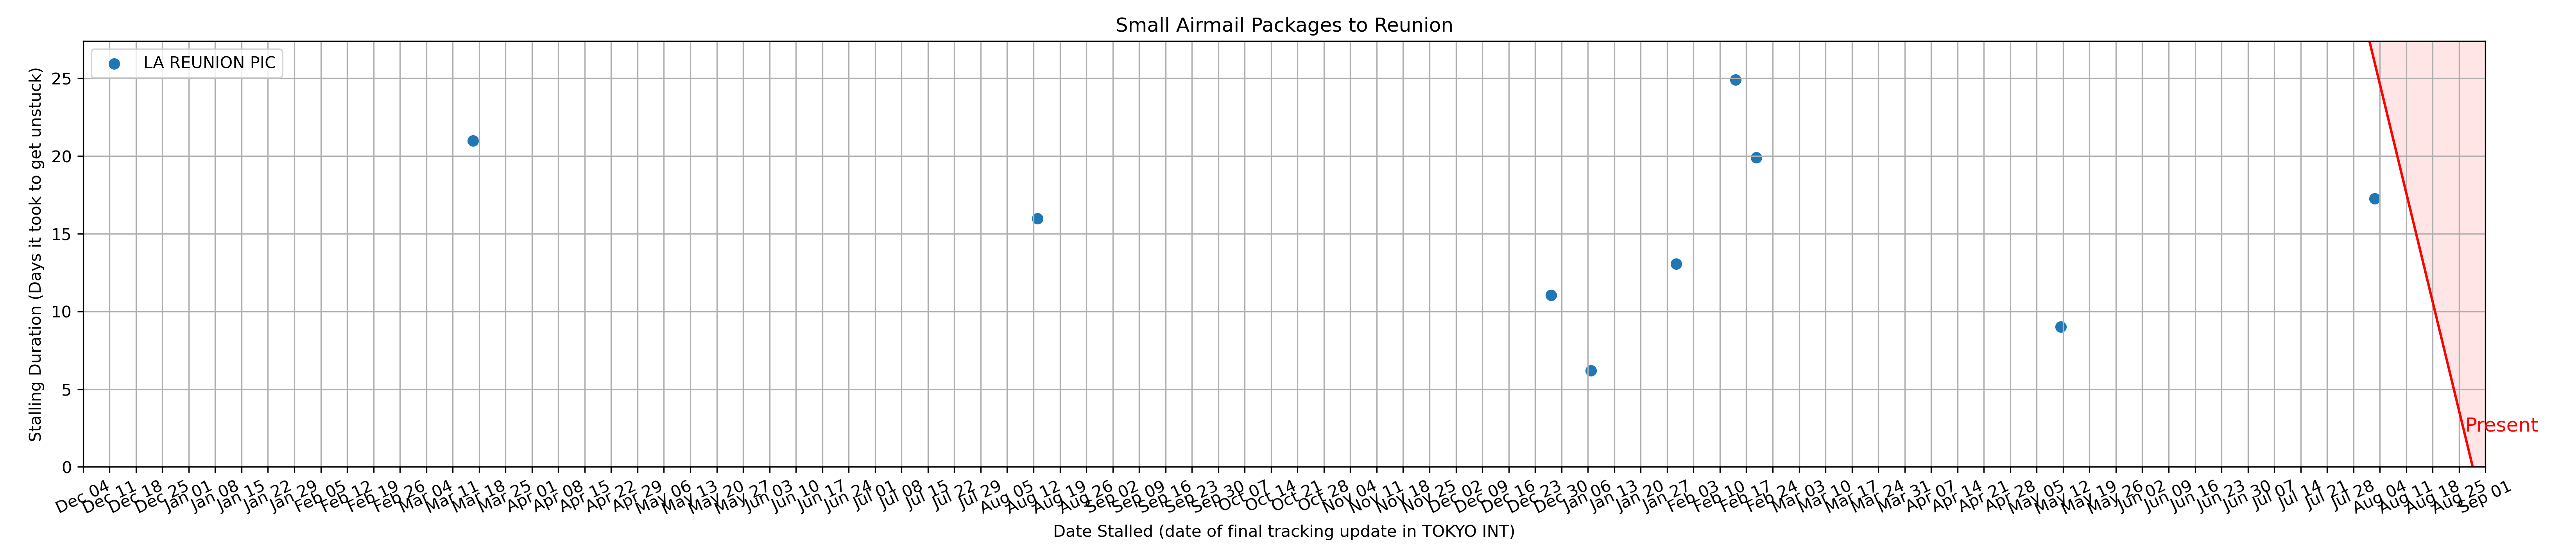 Small Airmail Packages to Reunion
LA REUNION PIC
Stalling Duration (Days it took to get unstuck)
25
20
15
10
5
0
Present
Dec 04
Dec 11
Dec 18
Dec 25
Jan 01
Jan 08
Jan 15
Jan 22
Jan 29
Feb 05
Feb 12
Feb 19
Feb 26
Mar 04
Mar 11
Mar 18
Mar 25
Apr 01
Apr 08
Apr 15
Apr 22
Apr 29
May 06
May 13
May 20
May 27
Jun 03
Jun 10
Jun 17
Jun 24
Jul 01
Jul 08
Jul 15
Jul 22
Jul 29
Aug 05
Aug 12
Aug 19
Aug 26
Sep 02
Sep 09
Sep 16
Sep 23
Sep 30
Oct 07
Oct 14
Oct 21
Oct 28
Nov 04
Nov 11
Nov 18
Nov 25
Dec 02
Dec 09
Dec 16
Dec 23
Dec 30
Jan 06
Jan 13
Jan 20
Jan 27
Feb 03
Feb 10
Feb 17
Feb 24
Mar 03
Mar 10
Mar 17
Mar 24
Mar 31
Apr 07
Apr 14
Apr 21
Apr 28
May 05
May 12
May 19
May 26
Jun 02
Jun 09
Jun 16
Jun 23
Jun 30
Jul 07
Jul 14
Jul 21
Jul 28
Aug 04
Aug 11
Aug 18
Aug 25
Sep 01
Date Stalled (date of final tracking update in TOKYO INT)